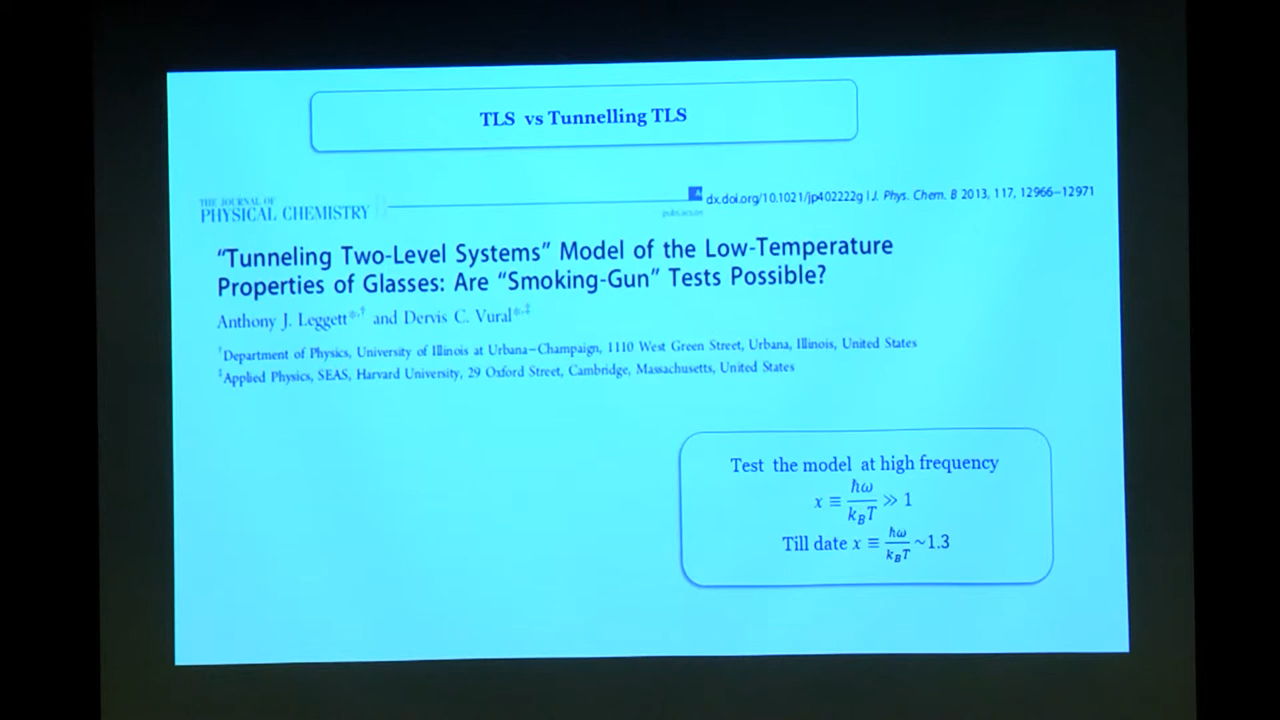 TLS vs Tunnelling TLS
THE JOURNAL OF
PHYSICAL CHEMISTRY
dx.doi.org/10.1021/jp402222g | J. Phys. Chem. B 2013, 117, 12966–12971
pubs.acs.org
“Tunneling Two-Level Systems” Model of the Low-Temperature
Properties of Glasses: Are “Smoking-Gun” Tests Possible?
Anthony J. Leggett*,† and Dervis C. Vural*,‡
†Department of Physics, University of Illinois at Urbana−Champaign, 1110 West Green Street, Urbana, Illinois, United States
‡Applied Physics, SEAS, Harvard University, 29 Oxford Street, Cambridge, Massachusetts, United States
Test the model at high frequency
x ≡ ħω/k_BT ≫ 1
Till date x ≡ ħω/k_BT ~1.3